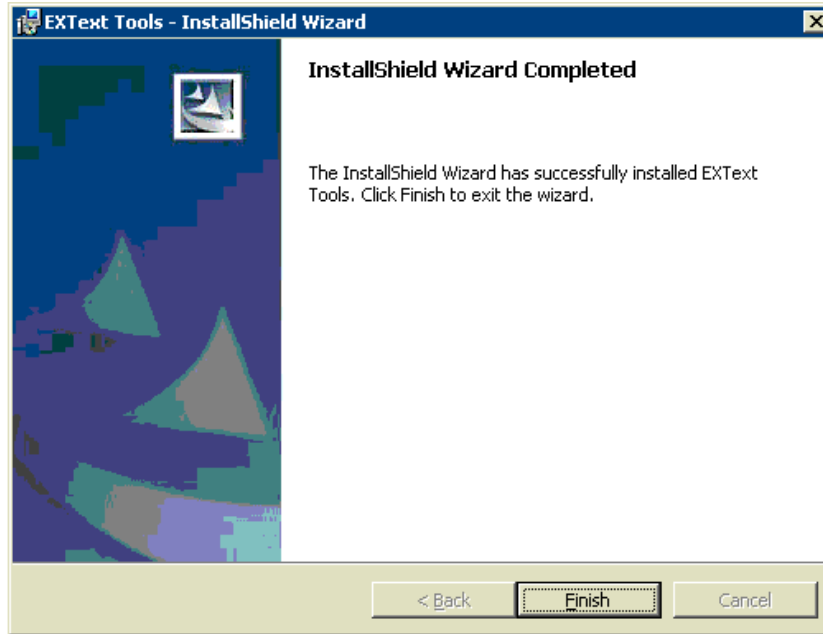 EXText Tools - InstallShield Wizard
InstallShield Wizard Completed
The InstallShield Wizard has successfully installed EXText
Tools. Click Finish to exit the wizard.
< Back
Finish
Cancel